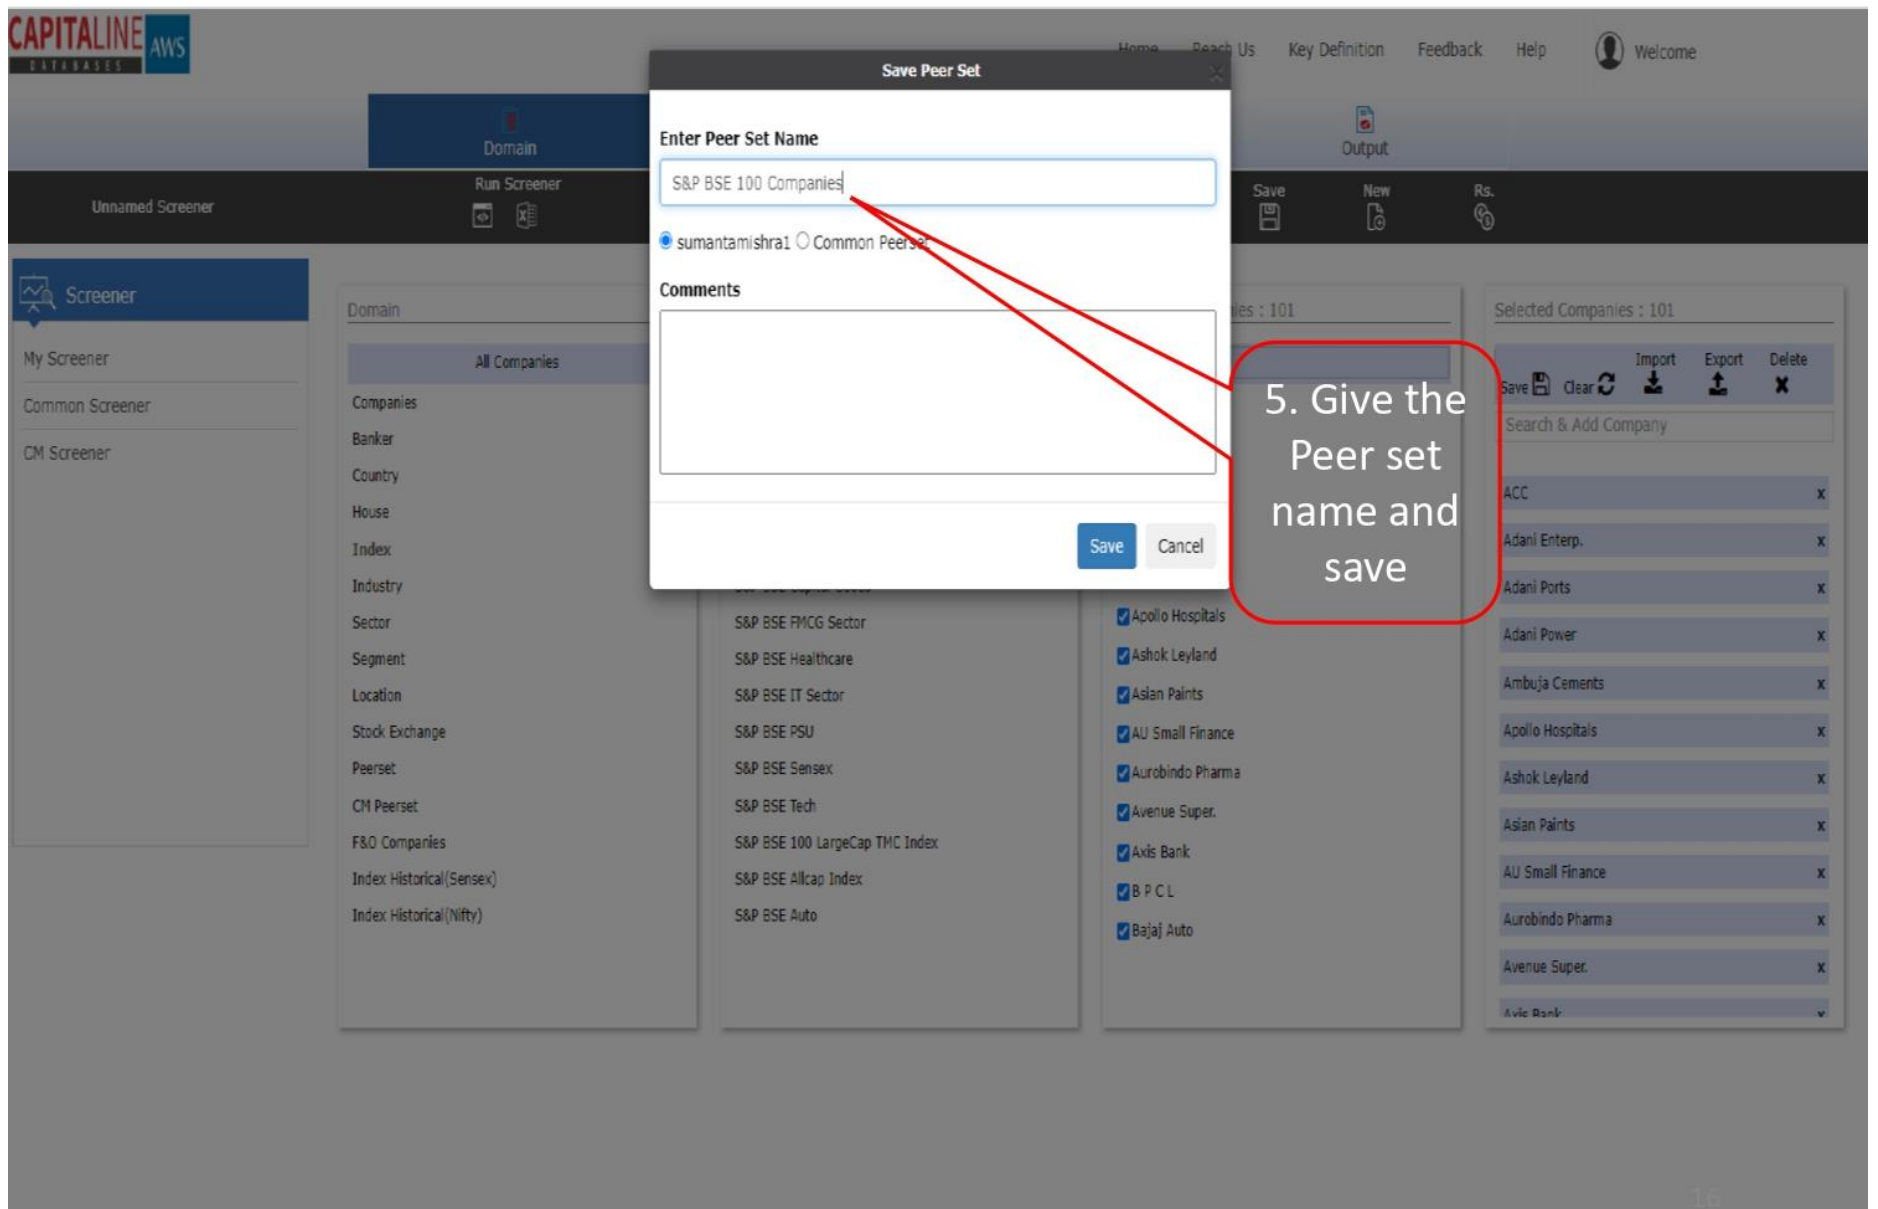 CAPITALINE
DATABASES
AWS
Home Reach Us Key Definition Feedback Help Welcome
Save Peer Set
Domain
Output
Unnamed Screener
Run Screener
Save
New
Rs.
Enter Peer Set Name
S&P BSE 100 Companies
sumantamishra1 Common Peerset
Comments
Save Cancel
5. Give the
Peer set
name and
save
Screener
My Screener
Common Screener
CM Screener
Domain
All Companies
Companies
Banker
Country
House
Index
Industry
Sector
Segment
Location
Stock Exchange
Peerset
CM Peerset
F&O Companies
Index Historical(Sensex)
Index Historical(Nifty)
S&P BSE FMCG Sector
S&P BSE Healthcare
S&P BSE IT Sector
S&P BSE PSU
S&P BSE Sensex
S&P BSE Tech
S&P BSE 100 LargeCap TMC Index
S&P BSE Allcap Index
S&P BSE Auto
: 101
Apollo Hospitals
Ashok Leyland
Asian Paints
AU Small Finance
Aurobindo Pharma
Avenue Super.
Axis Bank
B P C L
Bajaj Auto
Selected Companies : 101
Save Clear Import Export Delete
Search & Add Company
ACC x
Adani Enterp. x
Adani Ports x
Adani Power x
Ambuja Cements x
Apollo Hospitals x
Ashok Leyland x
Asian Paints x
AU Small Finance x
Aurobindo Pharma x
Avenue Super. x
Axis Bank x
16